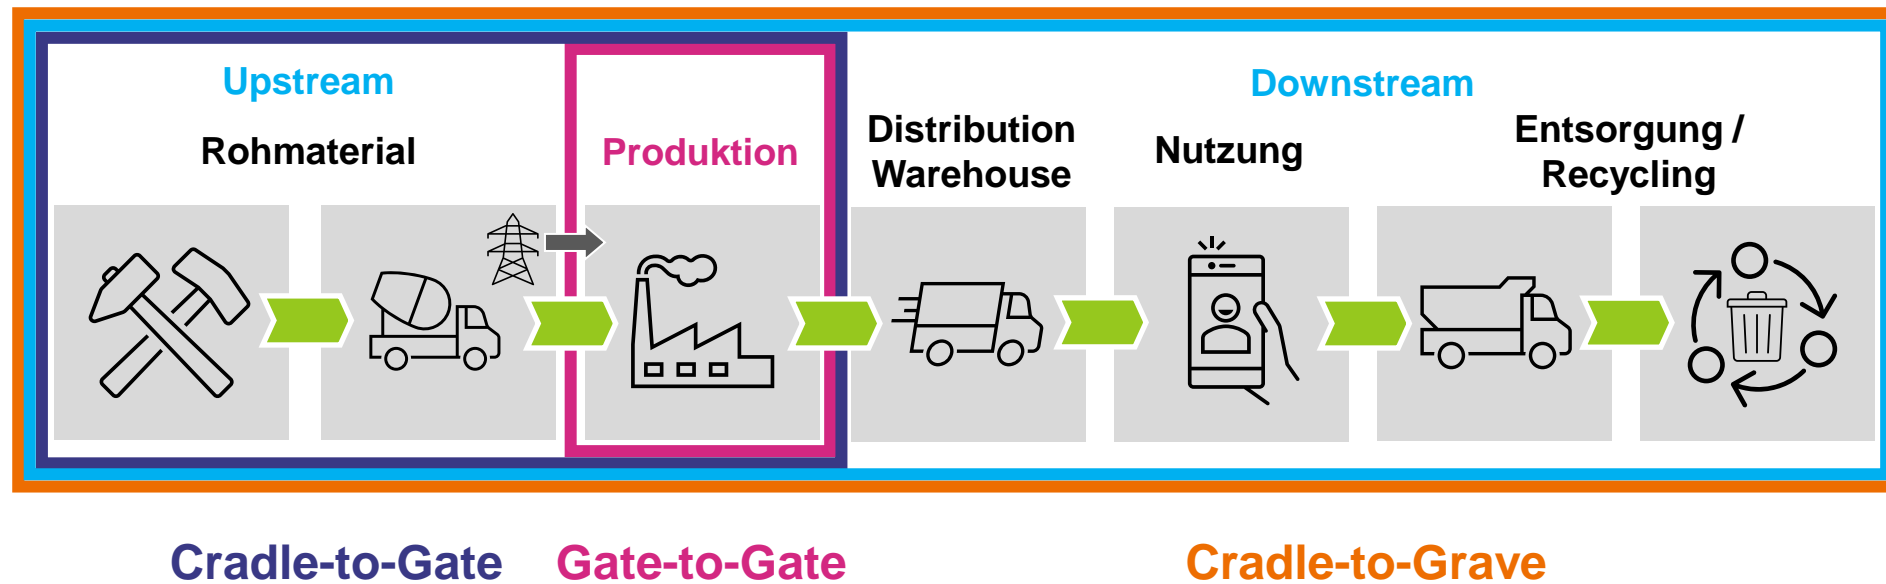 Upstream
Downstream
Rohmaterial
Produktion
Distribution
Warehouse
Nutzung
Entsorgung /
Recycling
Cradle-to-Gate
Gate-to-Gate
Cradle-to-Grave